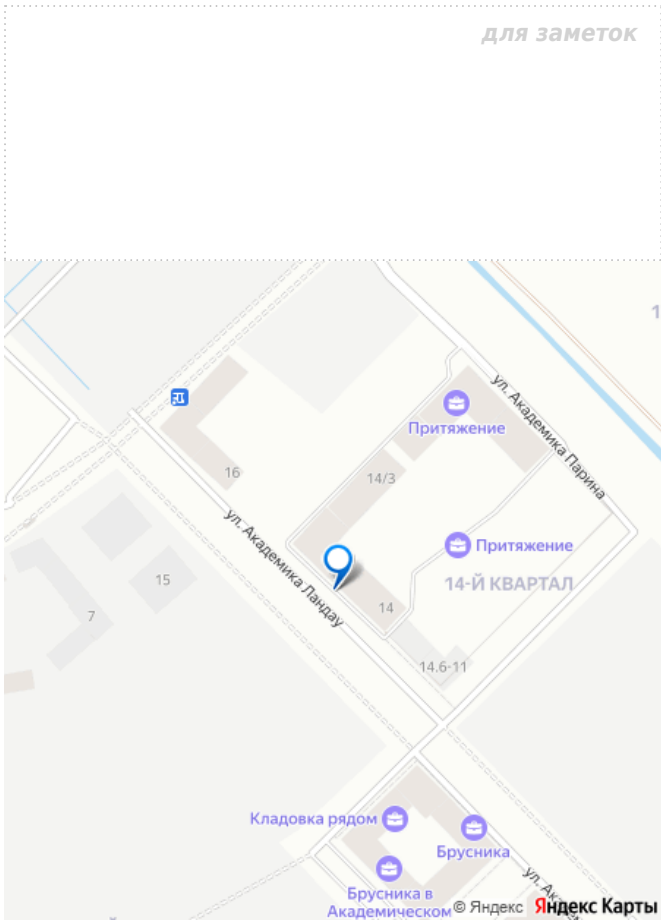 для заметок
1
ул. Академика Парина
Притяжение
14/3
16
ул. Академика Ландау
Притяжение
14-Й КВАРТАЛ
15
14
7
14.6-11
Кладовка рядом
Брусника
Брусника в
Академическом
© Яндекс
Яндекс Карты